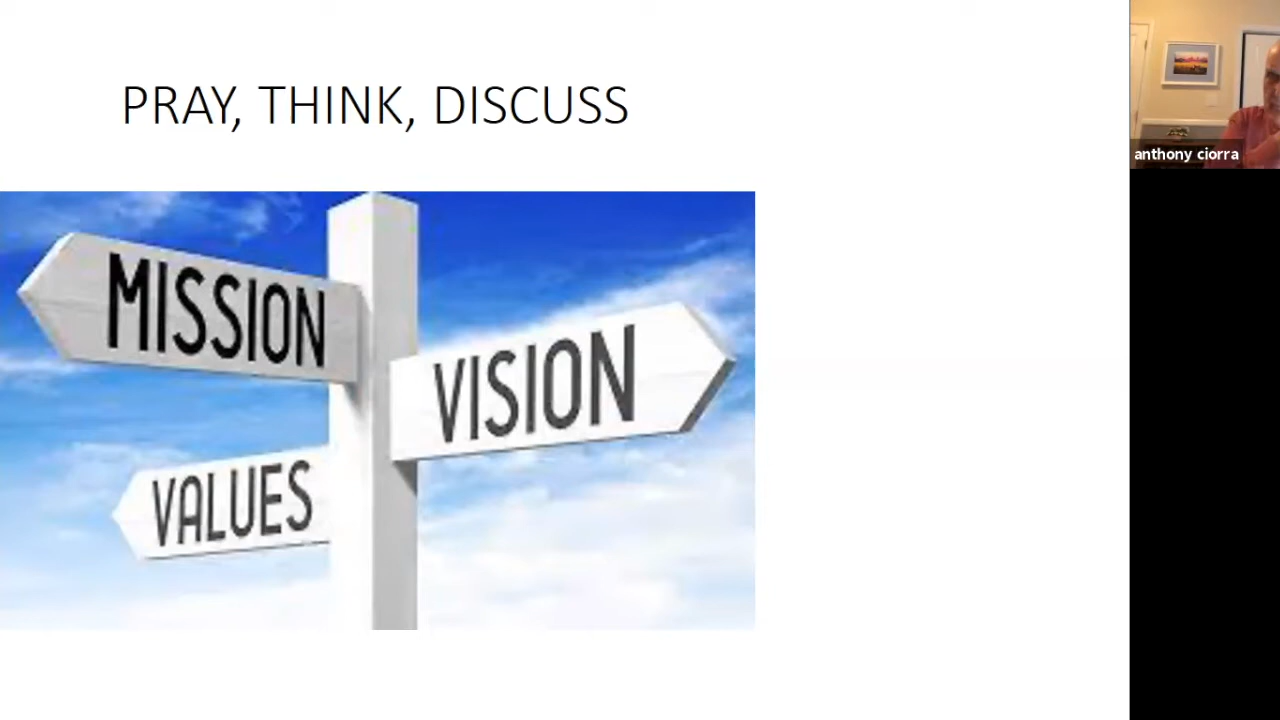 PRAY, THINK, DISCUSS
anthony ciorra
MISSION
VISION
VALUES